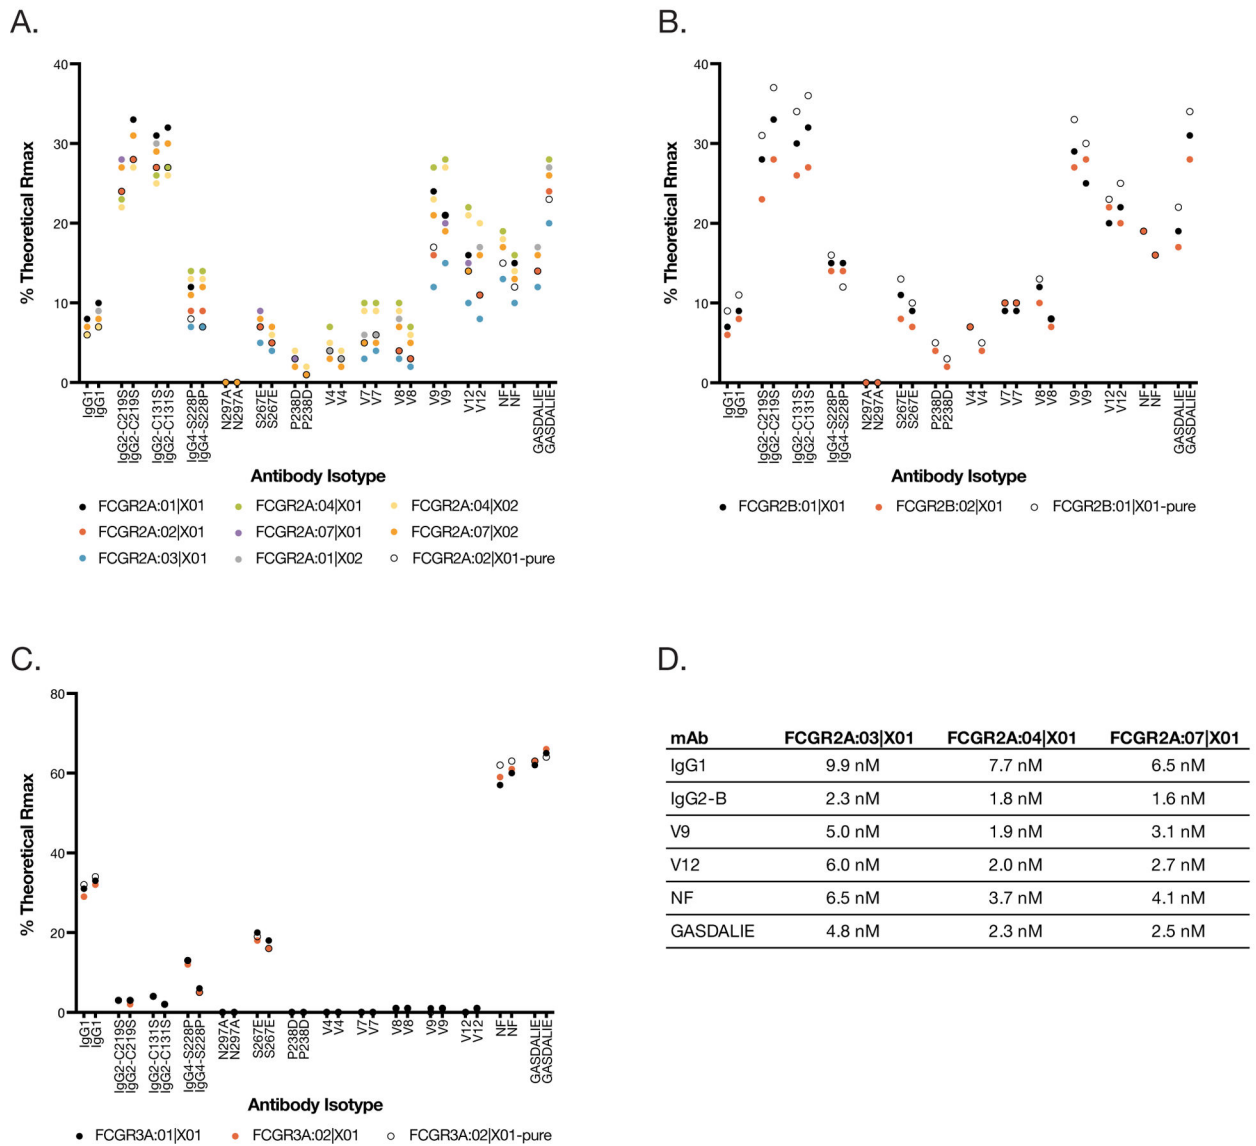 A.
% Theoretical Rmax
40
30
20
10
0
IgG1
IgG1
IgG2-C219S
IgG2-C219S
IgG2-C131S
IgG2-C131S
IgG4-S228P
IgG4-S228P
N297A
N297A
S267E
S267E
P238D
P238D
V4
V4
V7
V7
V8
V8
V9
V9
V12
V12
NF
NF
GASDALIE
GASDALIE
Antibody Isotype
FCGR2A:01|X01 FCGR2A:04|X01 FCGR2A:04|X02
FCGR2A:02|X01 FCGR2A:07|X01 FCGR2A:07|X02
FCGR2A:03|X01 FCGR2A:01|X02 FCGR2A:02|X01-pure
B.
% Theoretical Rmax
40
30
20
10
0
IgG1
IgG1
IgG2-C219S
IgG2-C219S
IgG2-C131S
IgG2-C131S
IgG4-S228P
IgG4-S228P
N297A
N297A
S267E
S267E
P238D
P238D
V4
V4
V7
V7
V8
V8
V9
V9
V12
V12
NF
NF
GASDALIE
GASDALIE
Antibody Isotype
FCGR2B:01|X01 FCGR2B:02|X01 FCGR2B:01|X01-pure
C.
% Theoretical Rmax
80
60
40
20
0
IgG1
IgG1
IgG2-C219S
IgG2-C219S
IgG2-C131S
IgG2-C131S
IgG4-S228P
IgG4-S228P
N297A
N297A
S267E
S267E
P238D
P238D
V4
V4
V7
V7
V8
V8
V9
V9
V12
V12
NF
NF
GASDALIE
GASDALIE
Antibody Isotype
FCGR3A:01|X01 FCGR3A:02|X01 FCGR3A:02|X01-pure
D.
mAb FCGR2A:03|X01 FCGR2A:04|X01 FCGR2A:07|X01
IgG1 9.9 nM 7.7 nM 6.5 nM
IgG2-B 2.3 nM 1.8 nM 1.6 nM
V9 5.0 nM 1.9 nM 3.1 nM
V12 6.0 nM 2.0 nM 2.7 nM
NF 6.5 nM 3.7 nM 4.1 nM
GASDALIE 4.8 nM 2.3 nM 2.5 nM